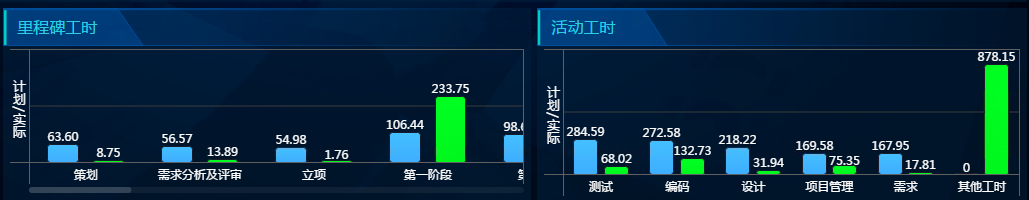 里程碑工时
计划/实际
63.60 8.75 56.57 13.89 54.98 1.76 106.44 233.75 98.6
策划 需求分析及评审 立项 第一阶段 第
活动工时
计划/实际
284.59 68.02 272.58 132.73 218.22 31.94 169.58 75.35 167.95 17.81 0 878.15
测试 编码 设计 项目管理 需求 其他工时